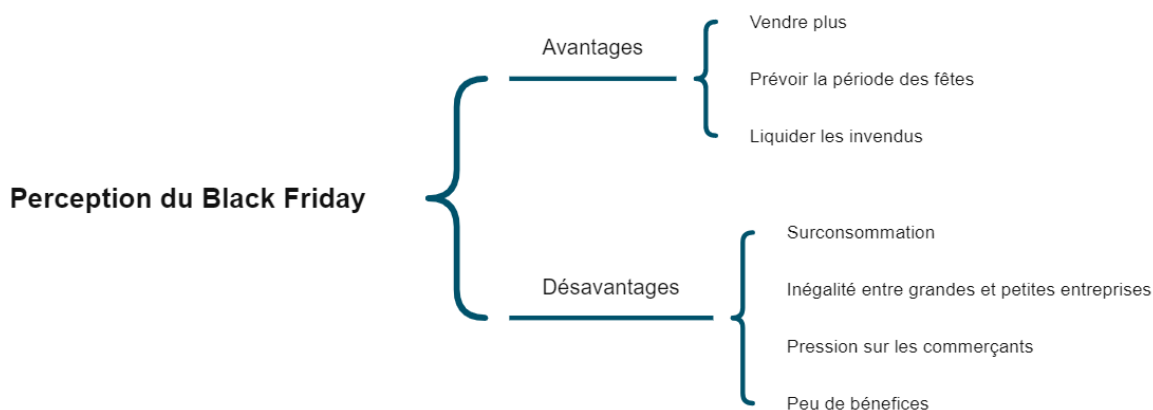 Perception du Black Friday
Avantages
Vendre plus
Prévoir la période des fêtes
Liquider les invendus
Désavantages
Surconsommation
Inégalité entre grandes et petites entreprises
Pression sur les commerçants
Peu de bénefices